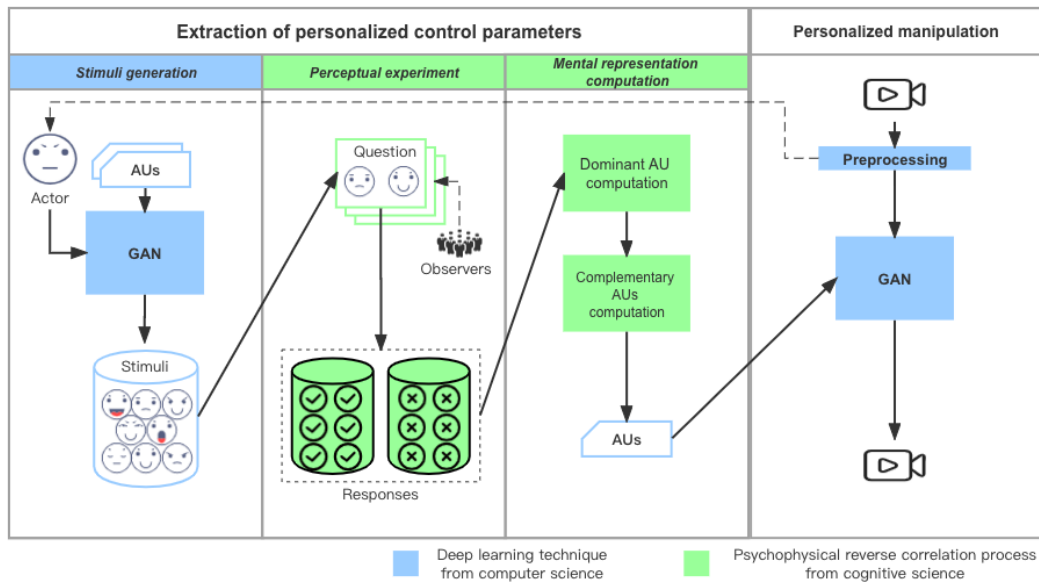 Extraction of personalized control parameters
Personalized manipulation
Stimuli generation
Perceptual experiment
Mental representation
computation
Actor
AUs
GAN
Stimuli
Question
Observers
Responses
Dominant AU
computation
Complementary
AUs
computation
AUs
Preprocessing
GAN
Deep learning technique
from computer science
Psychophysical reverse correlation process
from cognitive science